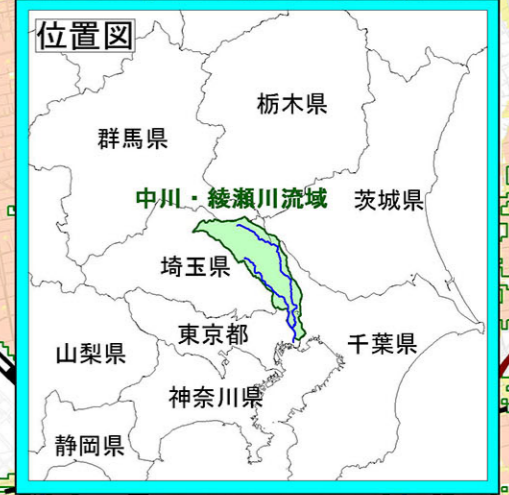 位置図
栃木県
群馬県
中川・綾瀬川流域
茨城県
埼玉県
東京都
千葉県
山梨県
神奈川県
静岡県